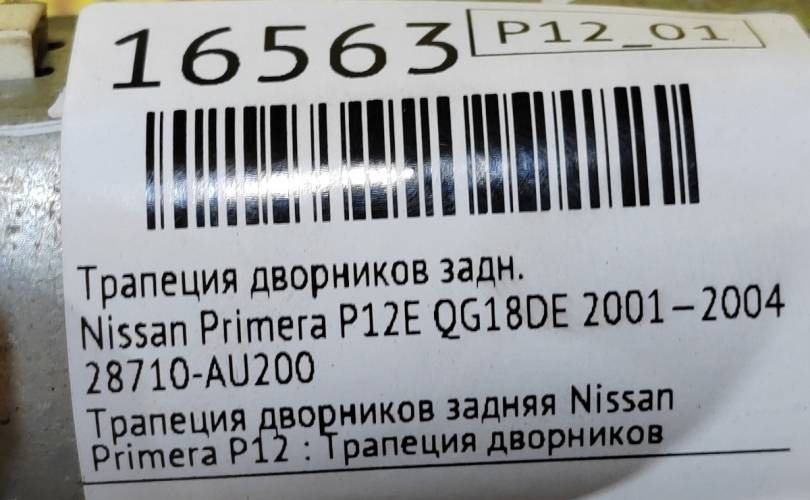 16563 P12_01
Трапеция дворников задн.
Nissan Primera P12E QG18DE 2001–2004
28710-AU200
Трапеция дворников задняя Nissan
Primera P12 : Трапеция дворников